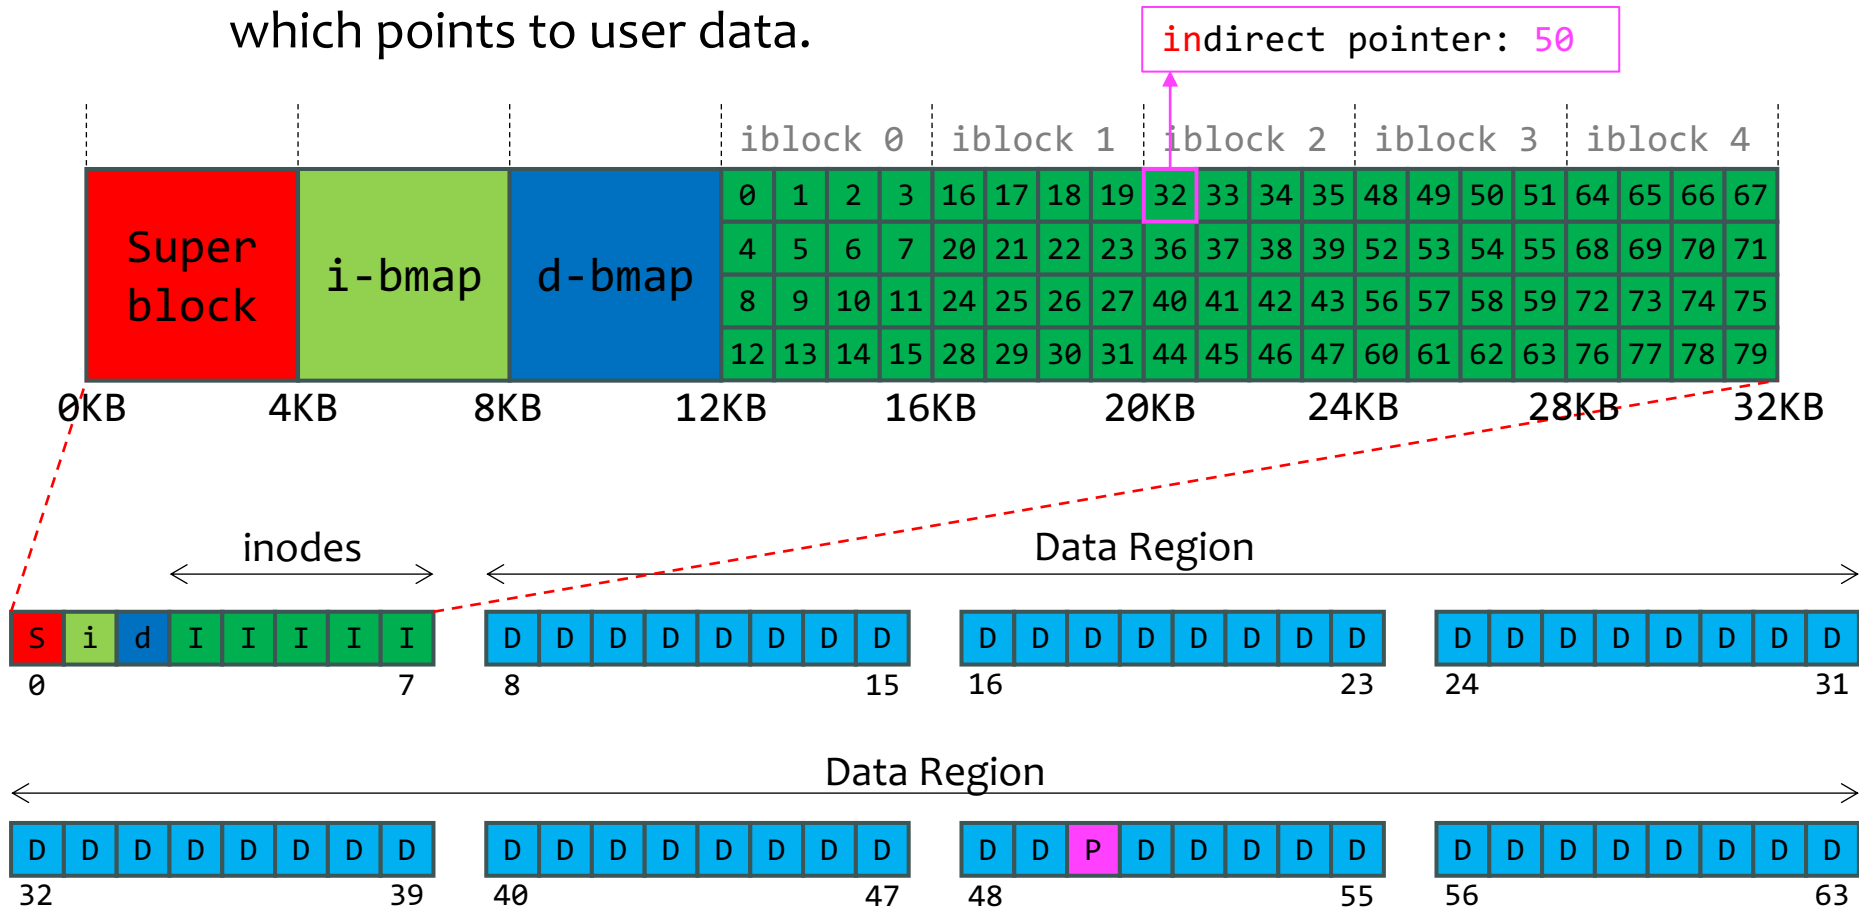 which points to user data.
indirect pointer: 50
iblock 0 iblock 1 iblock 2 iblock 3 iblock 4
Super
block
i-bmap
d-bmap
0 1 2 3 16 17 18 19 32 33 34 35 48 49 50 51 64 65 66 67
4 5 6 7 20 21 22 23 36 37 38 39 52 53 54 55 68 69 70 71
8 9 10 11 24 25 26 27 40 41 42 43 56 57 58 59 72 73 74 75
12 13 14 15 28 29 30 31 44 45 46 47 60 61 62 63 76 77 78 79
0KB 4KB 8KB 12KB 16KB 20KB 24KB 28KB 32KB
inodes Data Region
S i d I I I I I D D D D D D D D D D D D D D D D D D D D D D D D
0 7 8 15 16 23 24 31
Data Region
D D D D D D D D D D D D D D D D D D P D D D D D D D D D D D D D
32 39 40 47 48 55 56 63